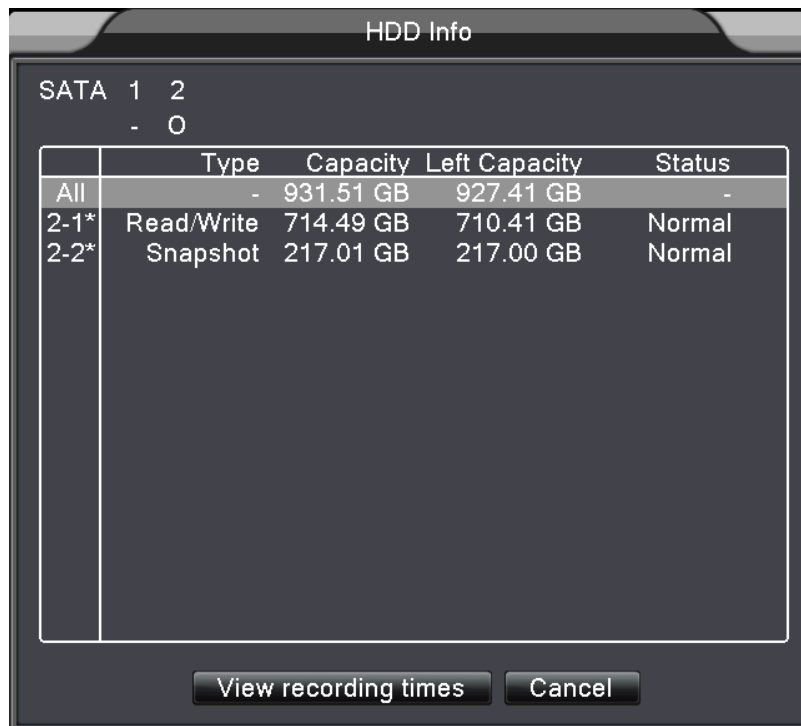 HDD Info
SATA 1 2
- O
Type Capacity Left Capacity Status
All - 931.51 GB 927.41 GB -
2-1* Read/Write 714.49 GB 710.41 GB Normal
2-2* Snapshot 217.01 GB 217.00 GB Normal
View recording times Cancel